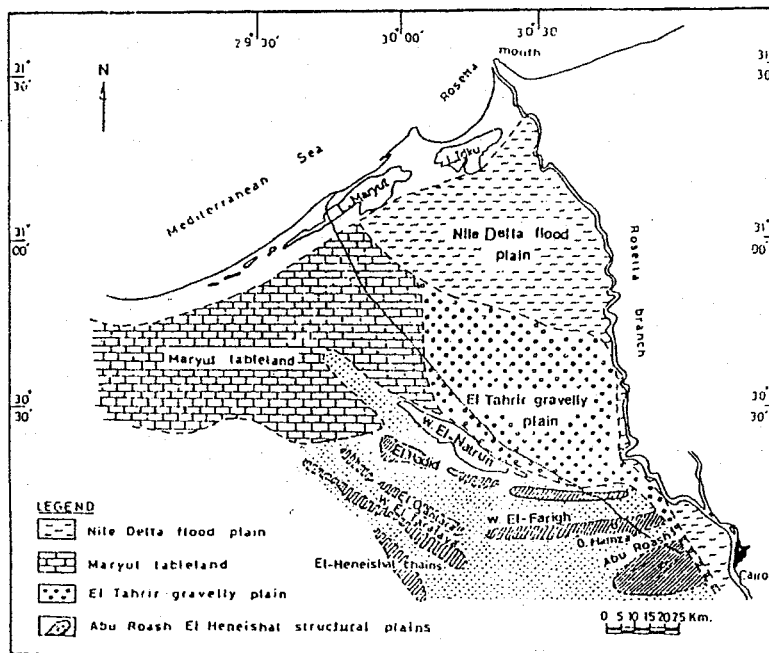 29° 30'
30° 00'
30° 30'
31° 30'
31° 30
N
mouth
Rosetta
Idku
Mediterranean Sea
Maryut
31° 00'
31° 00
Nile Delta flood
plain
Rosetta branch
Maryut tableland
El Tahrir gravelly
plain
30° 30'
30° 30
w. El-Natrun
w. El-Farigh
El-Heneishat chains
G. Hamza
Abu Roash
Cairo
LEGEND
Nile Delta flood plain
Maryut tableland
El Tahrir gravelly plain
Abu Roash El Heneishat structural plains
0 5 10 15 20 25 Km.